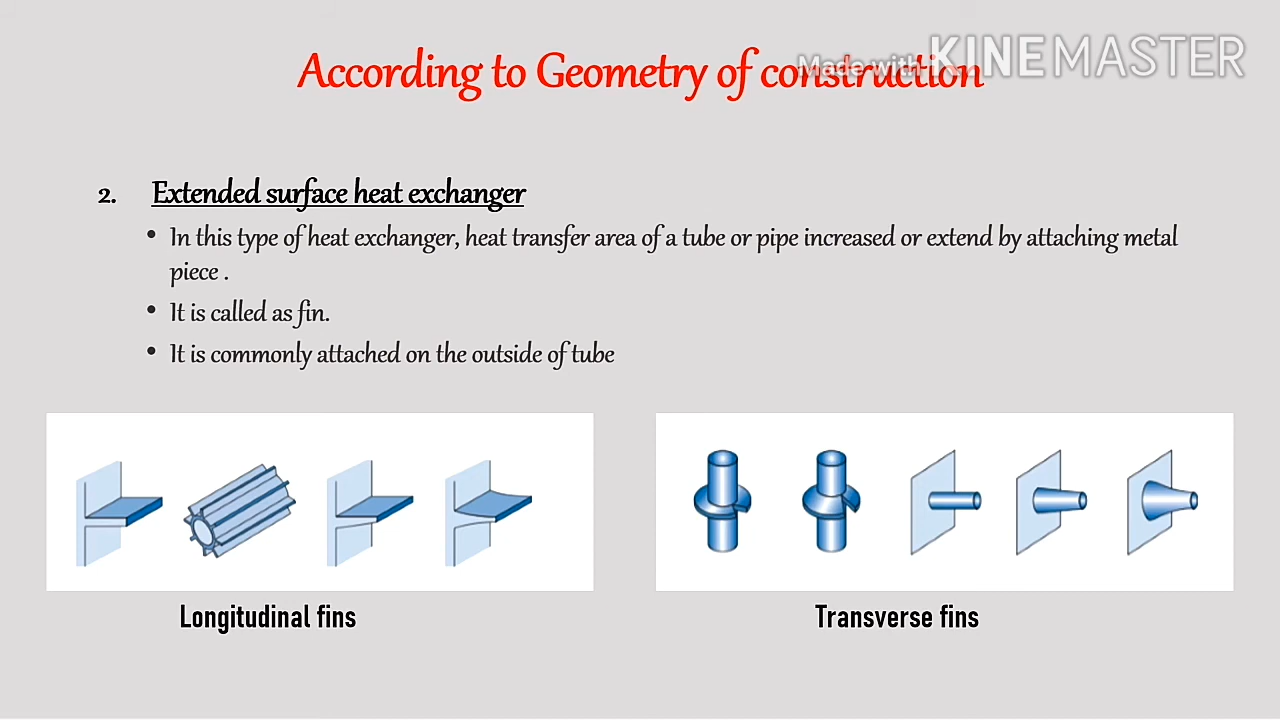 According to Geometry of construction
Made with KINEMASTER
2. Extended surface heat exchanger
• In this type of heat exchanger, heat transfer area of a tube or pipe increased or extend by attaching metal
piece .
• It is called as fin.
• It is commonly attached on the outside of tube
Longitudinal fins
Transverse fins